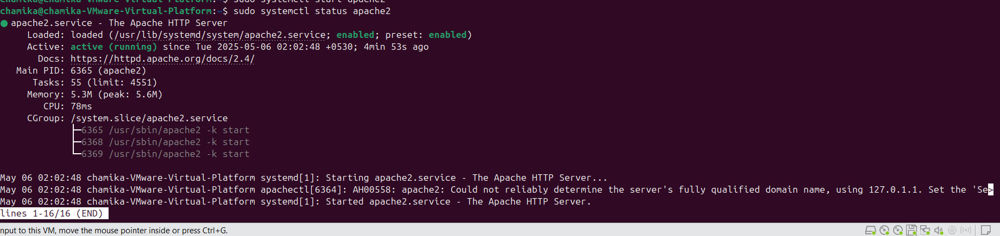 chamika@chamika-VMware-Virtual-Platform:~$ sudo systemctl start apache2
chamika@chamika-VMware-Virtual-Platform:~$ sudo systemctl status apache2
● apache2.service - The Apache HTTP Server
Loaded: loaded (/usr/lib/systemd/system/apache2.service; enabled; preset: enabled)
Active: active (running) since Tue 2025-05-06 02:02:48 +0530; 4min 53s ago
Docs: https://httpd.apache.org/docs/2.4/
Main PID: 6365 (apache2)
Tasks: 55 (limit: 4551)
Memory: 5.3M (peak: 5.6M)
CPU: 78ms
CGroup: /system.slice/apache2.service
├─6365 /usr/sbin/apache2 -k start
├─6368 /usr/sbin/apache2 -k start
└─6369 /usr/sbin/apache2 -k start
May 06 02:02:48 chamika-VMware-Virtual-Platform systemd[1]: Starting apache2.service - The Apache HTTP Server...
May 06 02:02:48 chamika-VMware-Virtual-Platform apachectl[6364]: AH00558: apache2: Could not reliably determine the server's fully qualified domain name, using 127.0.1.1. Set the 'Se>
May 06 02:02:48 chamika-VMware-Virtual-Platform systemd[1]: Started apache2.service - The Apache HTTP Server.
lines 1-16/16 (END)
nput to this VM, move the mouse pointer inside or press Ctrl+G.